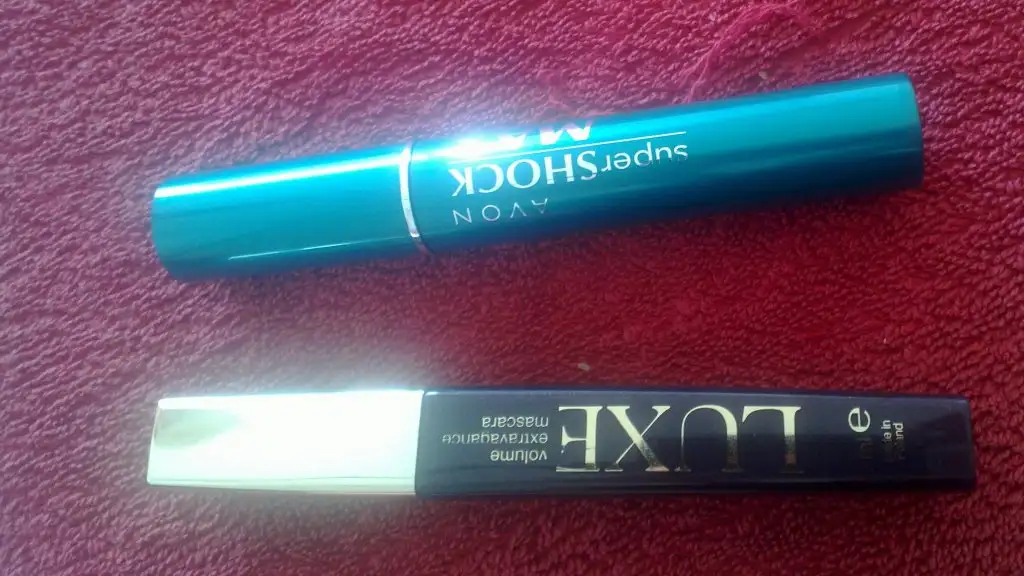 AVON
superSHOCK
LUXE
volume
extravagance
mascara